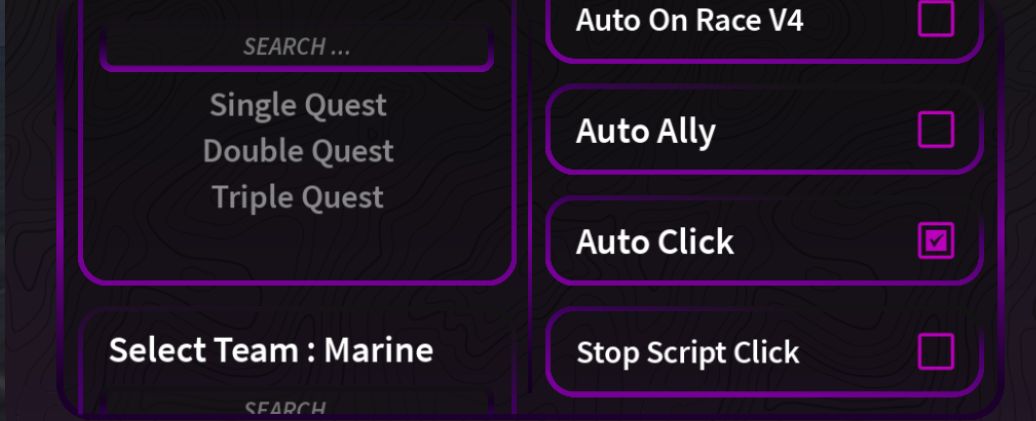 SEARCH ...
Single Quest
Double Quest
Triple Quest
Select Team : Marine
SEARCH
Auto On Race V4
Auto Ally
Auto Click
Stop Script Click